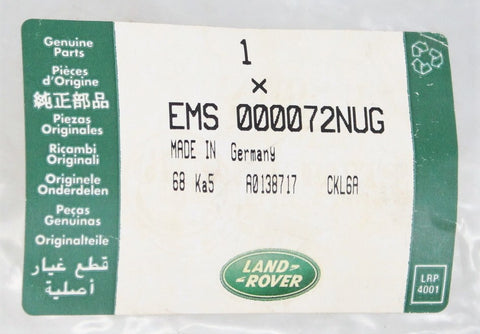 Genuine
Parts
Pièces
d'Origine
純正部品
Piezas
Originales
Ricambi
Originali
Originele
Onderdelen
Peças
Genuinas
Originalteile
قطع غيار
أصلية
1
×
EMS 000072NUG
MADE IN Germany
68 Ka5 A0138717 CKL6A
LAND-
-ROVER
LRP
4001